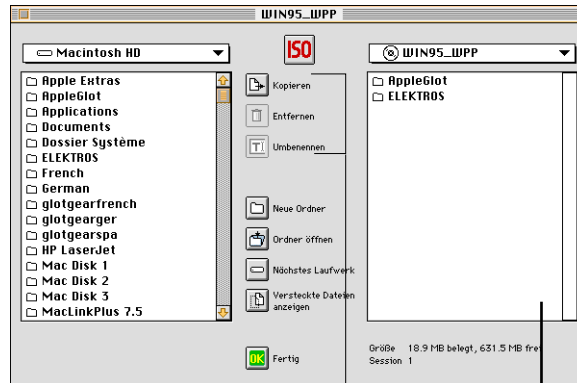 WIN95_WPP
Macintosh HD
ISO
WIN95_WPP
Apple Extras
AppleGlot
Applications
Documents
Dossier Système
ELEKTROS
French
German
glotgearfrench
glotgearger
glotgearspa
HP LaserJet
Mac Disk 1
Mac Disk 2
Mac Disk 3
MacLinkPlus 7.5
Kopieren
Entfernen
Umbenennen
Neue Ordner
Ordner öffnen
Nächstes Laufwerk
Versteckte Dateien
anzeigen
OK Fertig
AppleGlot
ELEKTROS
Größe 18.9 MB belegt, 631.5 MB frei
Session 1